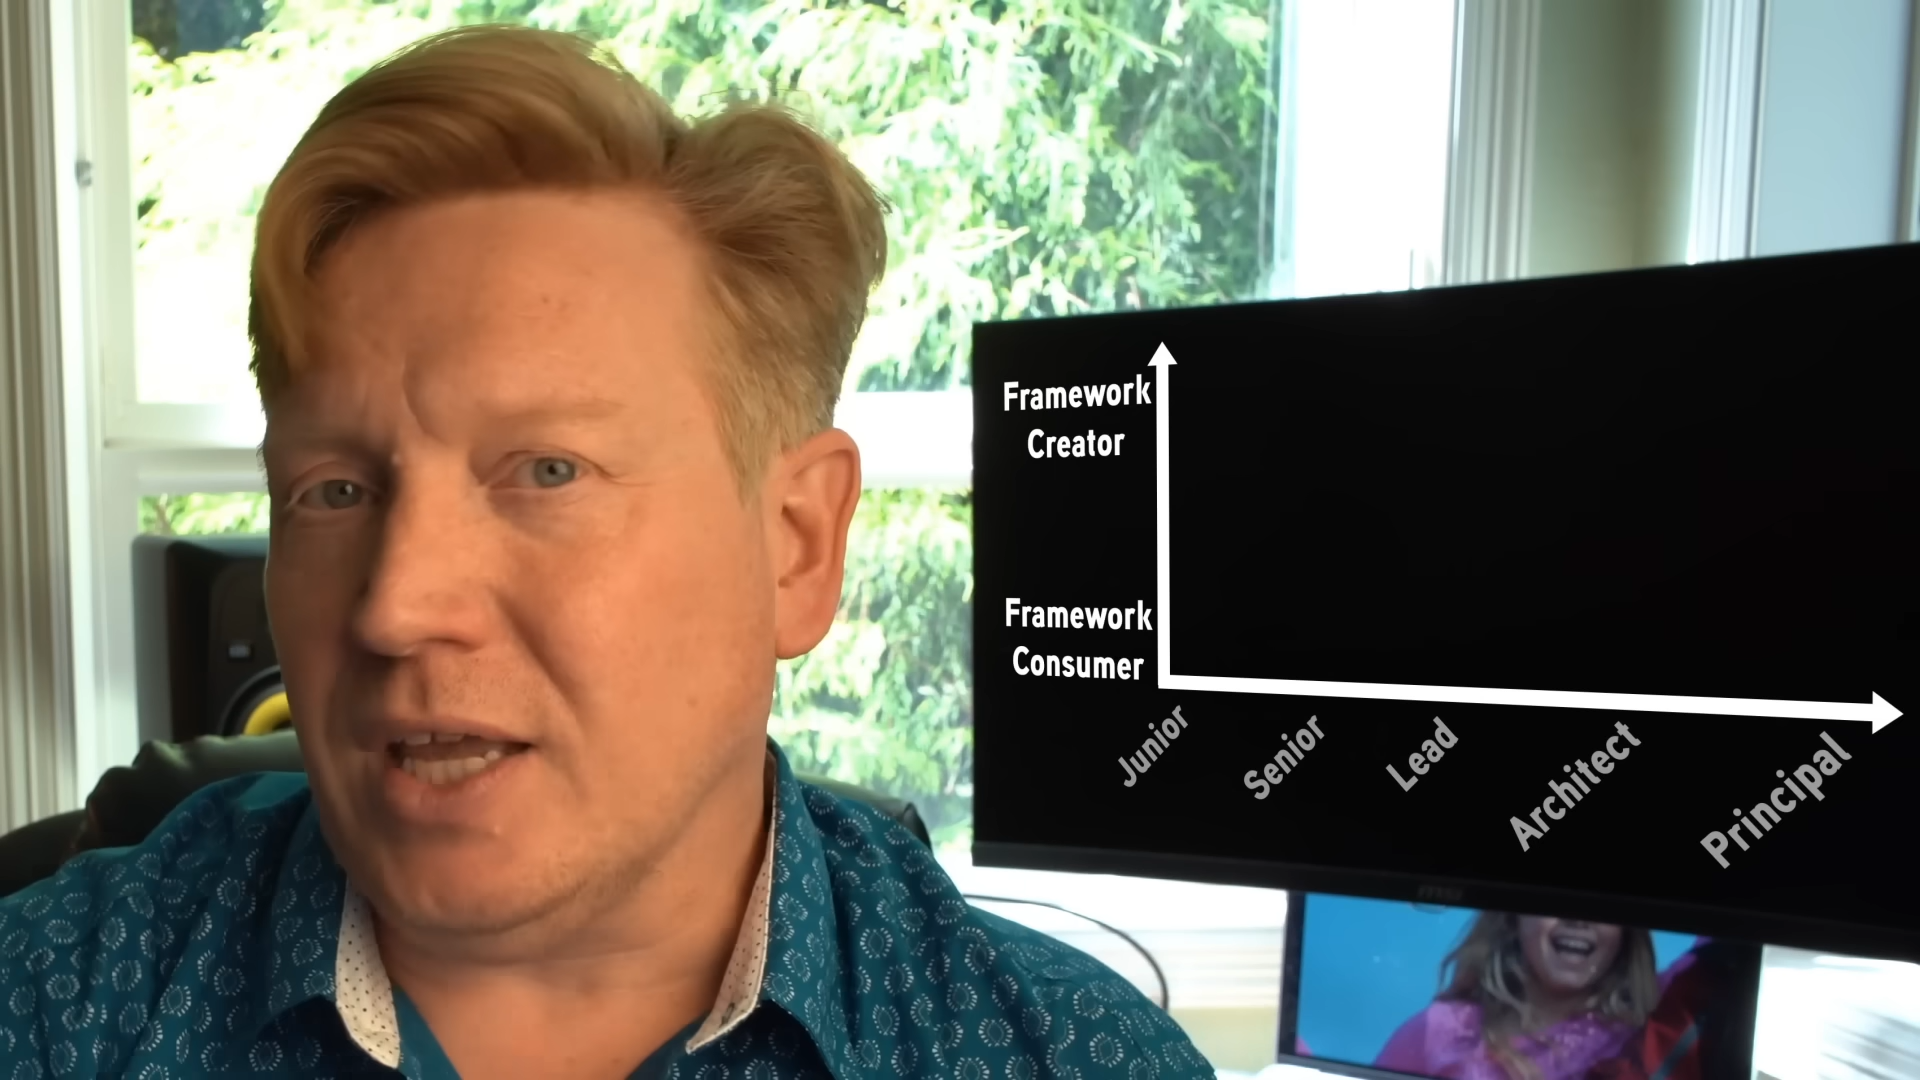 Framework
Creator
Framework
Consumer
Junior
Senior
Lead
Architect
Principal